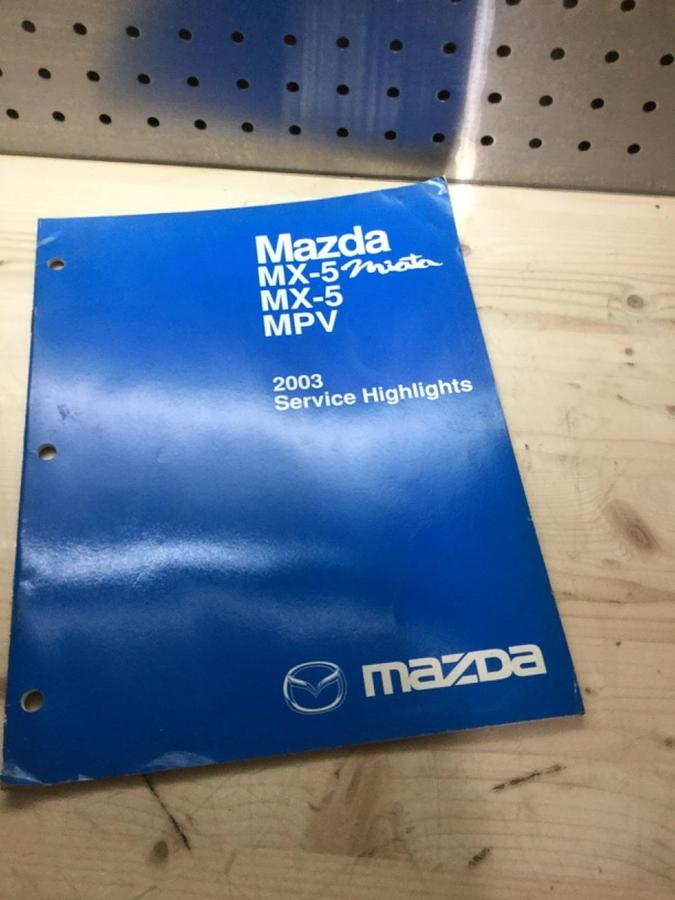 Mazda
MX-5 Miata
MX-5
MPV
2003
Service Highlights
mazda